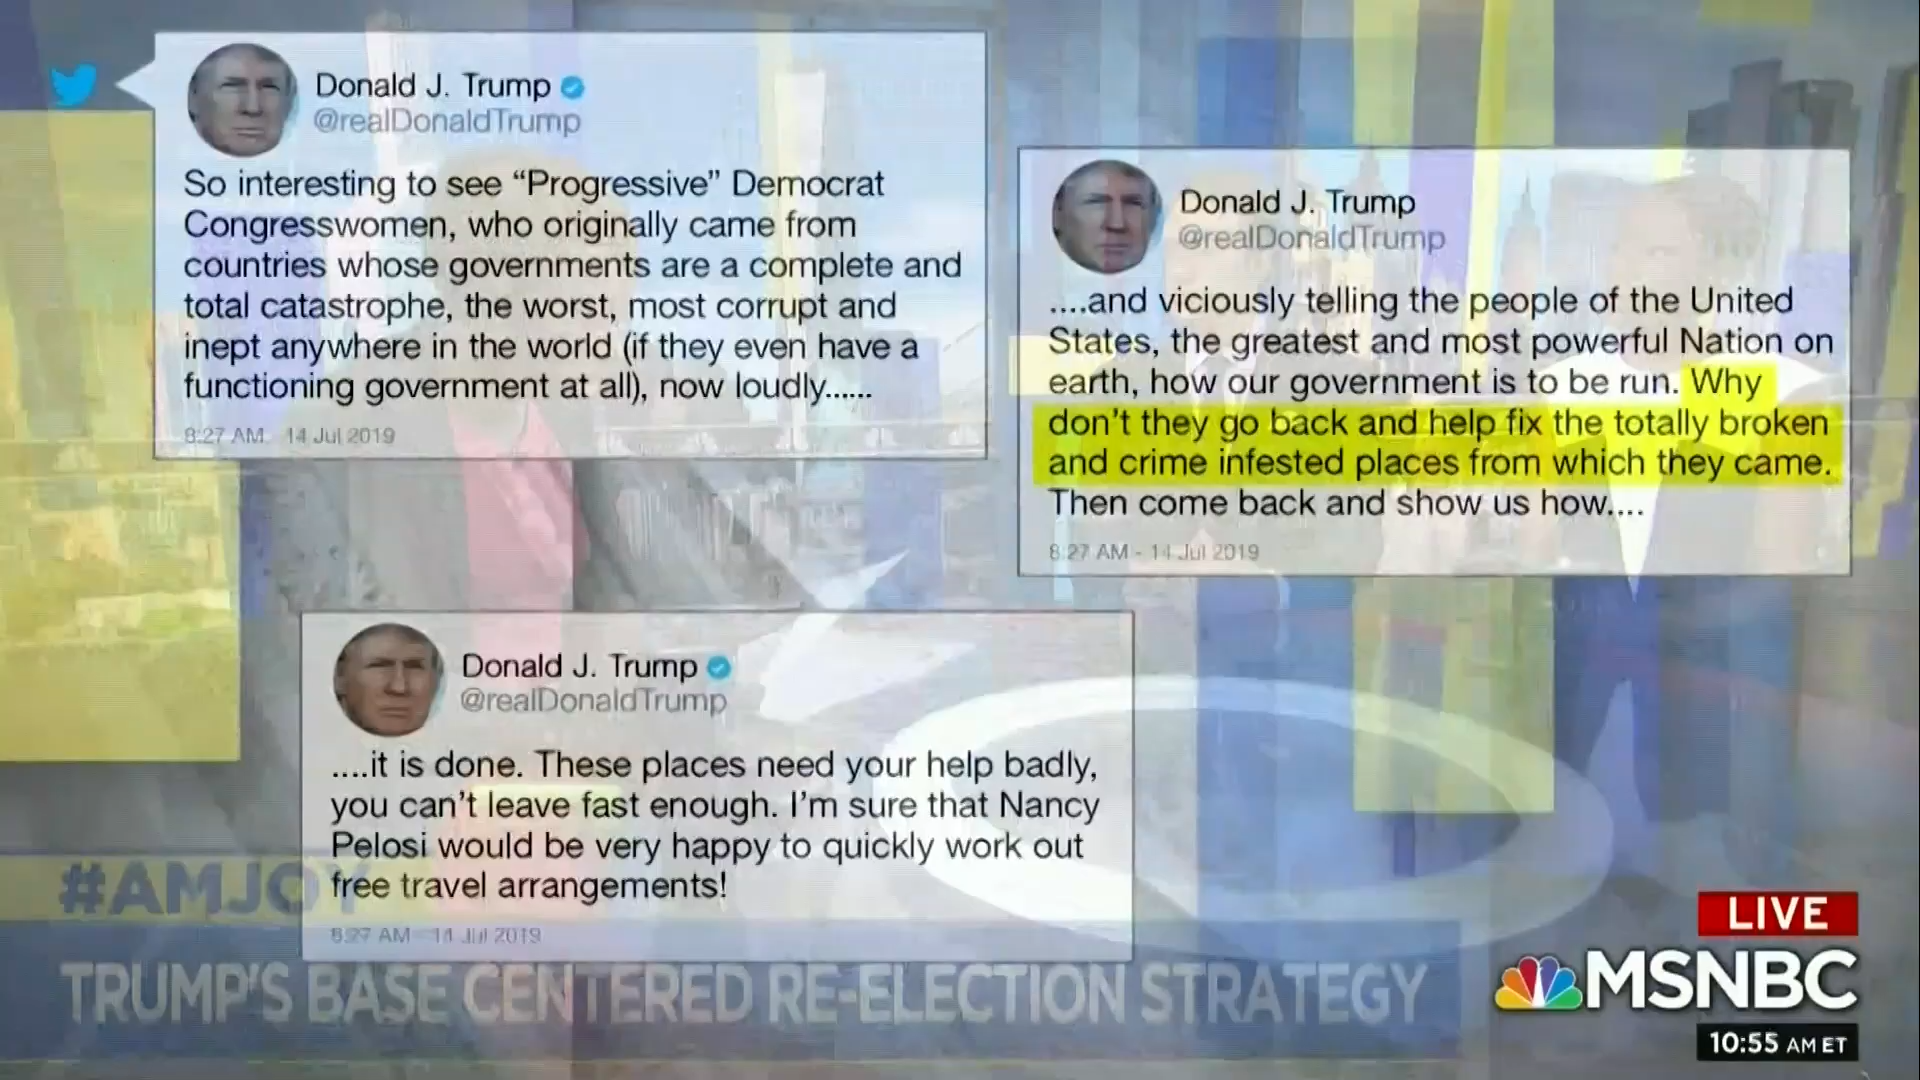 Donald J. Trump
@realDonaldTrump
So interesting to see “Progressive” Democrat
Congresswomen, who originally came from
countries whose governments are a complete and
total catastrophe, the worst, most corrupt and
inept anywhere in the world (if they even have a
functioning government at all), now loudly......
8:27 AM - 14 Jul 2019
Donald J. Trump
@realDonaldTrump
....and viciously telling the people of the United
States, the greatest and most powerful Nation on
earth, how our government is to be run. Why
don’t they go back and help fix the totally broken
and crime infested places from which they came.
Then come back and show us how....
8:27 AM - 14 Jul 2019
Donald J. Trump
@realDonaldTrump
....it is done. These places need your help badly,
you can’t leave fast enough. I’m sure that Nancy
Pelosi would be very happy to quickly work out
free travel arrangements!
8:27 AM - 14 Jul 2019
#AMJOY
TRUMP'S BASE CENTERED RE-ELECTION STRATEGY
LIVE
MSNBC
10:55 AM ET